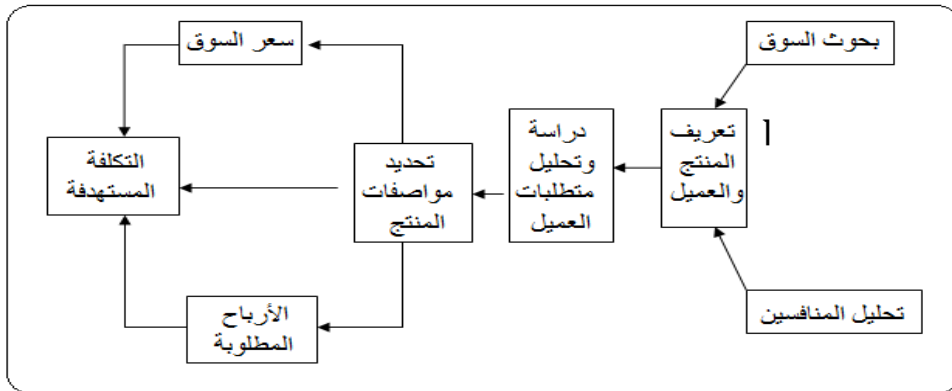 بحوث السوق
سعر السوق
أ
تعريف
المنتج
والعميل
دراسة
وتحليل
متطلبات
العميل
تحديد
مواصفات
المنتج
التكلفة
المستهدفة
تحليل المنافسين
الأرباح
المطلوبة